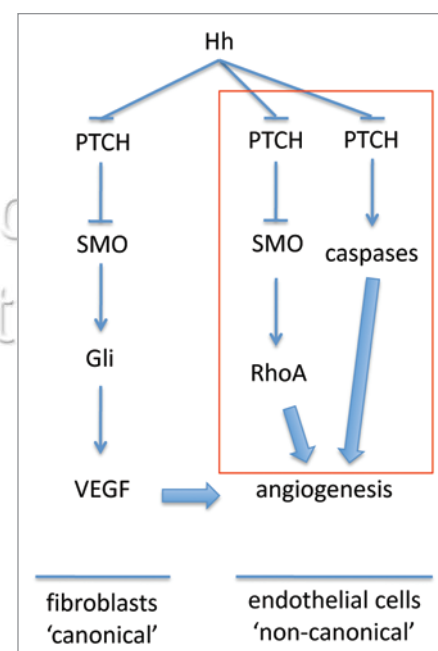 Hh
PTCH PTCH PTCH
SMO SMO caspases
Gli RhoA
VEGF angiogenesis
fibroblasts endothelial cells
‘canonical’ ‘non-canonical’